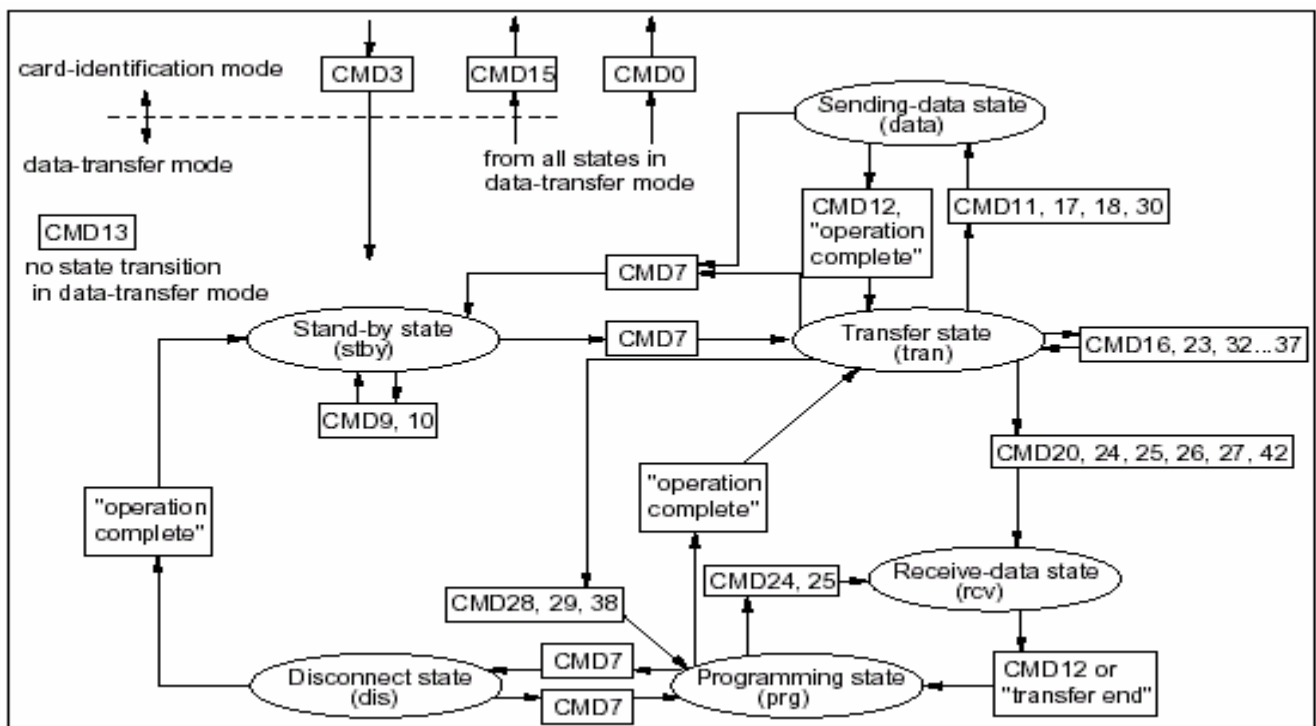 card-identification mode
CMD3
CMD15
CMD0
data-transfer mode
from all states in
data-transfer mode
Sending-data state
(data)
CMD13
no state transition
in data-transfer mode
CMD12,
"operation
complete"
CMD11, 17, 18, 30
CMD7
Stand-by state
(stby)
CMD7
Transfer state
(tran)
CMD16, 23, 32...37
CMD9, 10
CMD20, 24, 25, 26, 27, 42
"operation
complete"
"operation
complete"
CMD24, 25
Receive-data state
(rcv)
CMD28, 29, 38
CMD7
Disconnect state
(dis)
CMD7
Programming state
(prg)
CMD12 or
"transfer end"